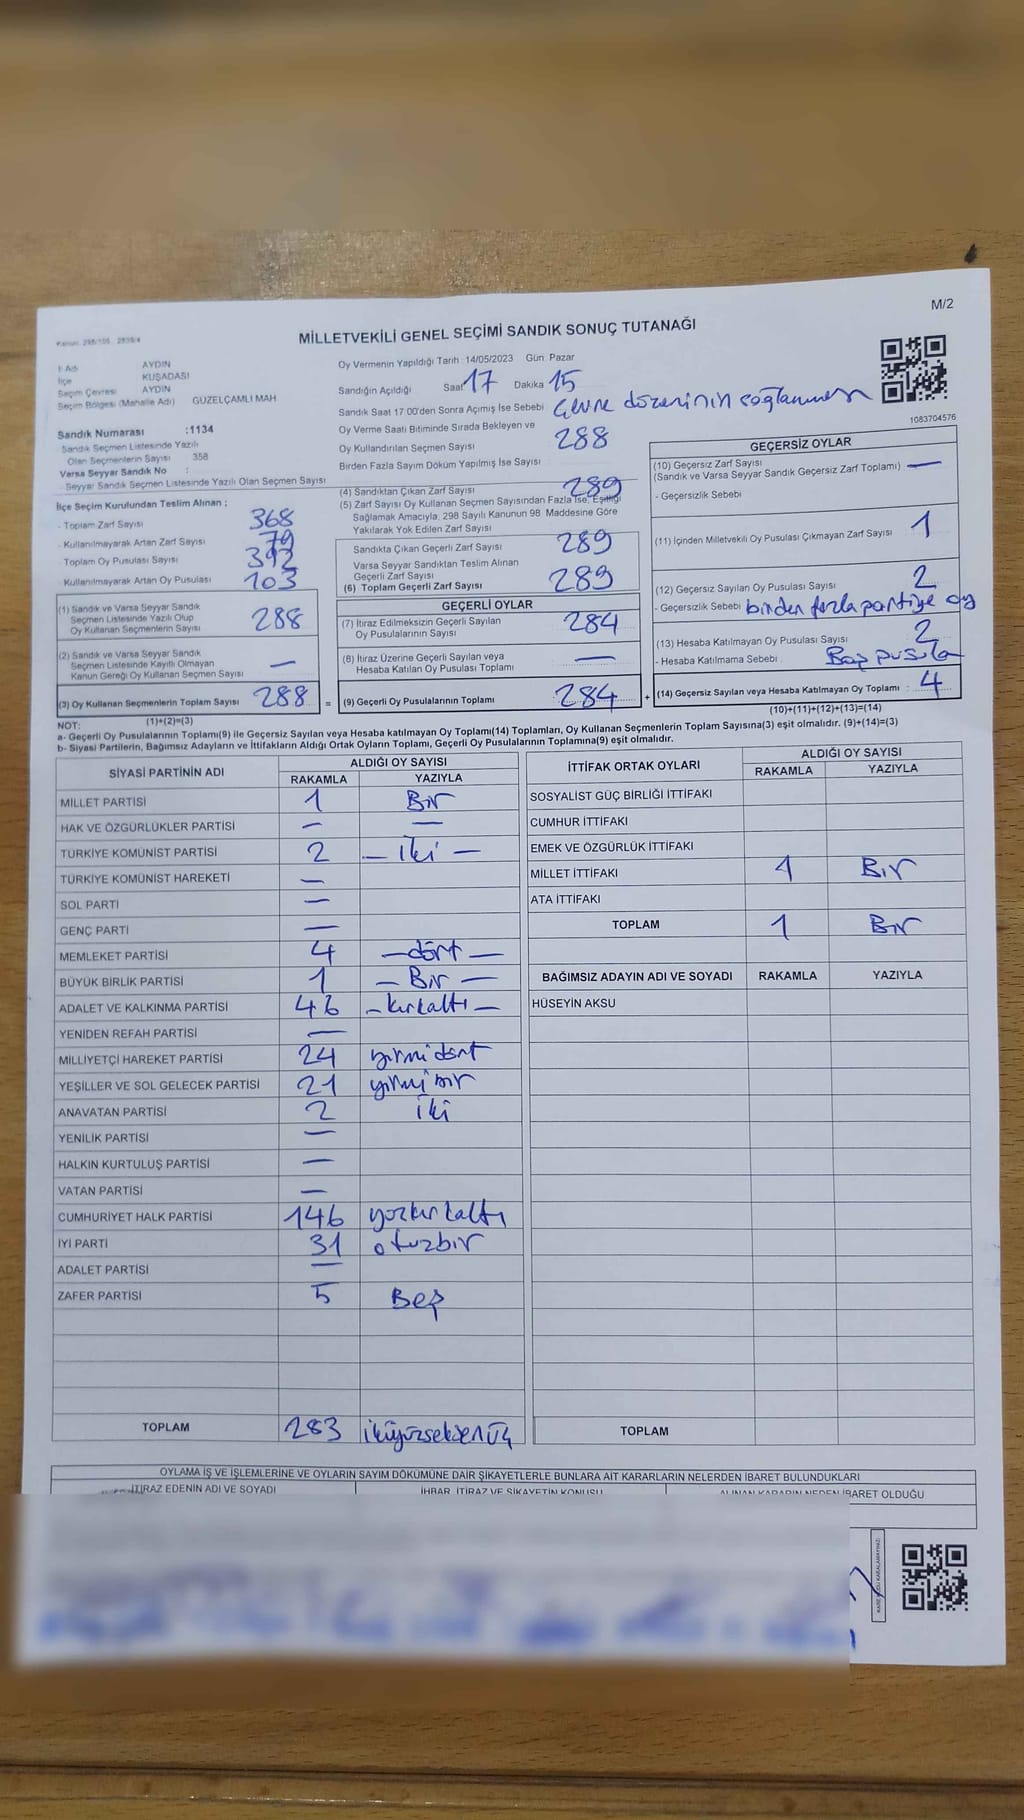 M/2
Kanun: 298/105 , 2839/4
MİLLETVEKİLİ GENEL SEÇİMİ SANDIK SONUÇ TUTANAĞI
İl Adı AYDIN
İlçe KUŞADASI
Seçim Çevresi AYDIN
Seçim Bölgesi (Mahalle Adı) GÜZELÇAMLI MAH
Sandık Numarası :1134
Sandık Seçmen Listesinde Yazılı
Olan Seçmenlerin Sayısı 358
Varsa Seyyar Sandık No :
Seyyar Sandık Seçmen Listesinde Yazılı Olan Seçmen Sayısı
Oy Vermenin Yapıldığı Tarih 14/05/2023 Gün Pazar
Sandığın Açıldığı Saat 17 Dakika 15
Sandık Saat 17 00'den Sonra Açımış İse Sebebi Çevre düzeninin sağlanması
Oy Verme Saati Bitiminde Sırada Bekleyen ve
Oy Kullandırılan Seçmen Sayısı 288
Birden Fazla Sayım Döküm Yapılmış İse Sayısı
1083704576
İlçe Seçim Kurulundan Teslim Alınan ;
- Toplam Zarf Sayısı 368
- Kullanılmayarak Artan Zarf Sayısı 79
- Toplam Oy Pusulası Sayısı 392
- Kullanılmayarak Artan Oy Pusulası 103
(4) Sandıktan Çıkan Zarf Sayısı 289
(5) Zarf Sayısı Oy Kullanan Seçmen Sayısından Fazla İse, Eşitliği
Sağlamak Amacıyla, 298 Sayılı Kanunun 98 Maddesine Göre
Yakılarak Yok Edilen Zarf Sayısı
Sandıkta Çıkan Geçerli Zarf Sayısı 289
Varsa Seyyar Sandıktan Teslim Alınan
Geçerli Zarf Sayısı
(6) Toplam Geçerli Zarf Sayısı 289
GEÇERSİZ OYLAR
(10) Geçersiz Zarf Sayısı
(Sandık ve Varsa Seyyar Sandık Geçersiz Zarf Toplamı) —
- Geçersizlik Sebebi
(11) İçinden Milletvekili Oy Pusulası Çıkmayan Zarf Sayısı 1
(12) Geçersiz Sayılan Oy Pusulası Sayısı 2
- Geçersizlik Sebebi birden fazla partiye oy
(13) Hesaba Katılmayan Oy Pusulası Sayısı 2
- Hesaba Katılmama Sebebi Boş pusula
(14) Geçersiz Sayılan veya Hesaba Katılmayan Oy Toplamı : 4
(10)+(11)+(12)+(13)=(14)
(1) Sandık ve Varsa Seyyar Sandık
Seçmen Listesinde Yazılı Olup
Oy Kullanan Seçmenlerin Sayısı 288
(2) Sandık ve Varsa Seyyar Sandık
Seçmen Listesinde Kayıtlı Olmayan
Kanun Gereği Oy Kullanan Seçmen Sayısı —
(3) Oy Kullanan Seçmenlerin Toplam Sayısı 288 =
(1)+(2)=(3)
GEÇERLİ OYLAR
(7) İtiraz Edilmeksizin Geçerli Sayılan
Oy Pusulalarının Sayısı 284
(8) İtiraz Üzerine Geçerli Sayılan veya
Hesaba Katılan Oy Pusulası Toplamı —
(9) Geçerli Oy Pusulalarının Toplamı 284 +
NOT:
a- Geçerli Oy Pusulalarının Toplamı(9) ile Geçersiz Sayılan veya Hesaba katılmayan Oy Toplamı(14) Toplamları, Oy Kullanan Seçmenlerin Toplam Sayısına(3) eşit olmalıdır. (9)+(14)=(3)
b- Siyasi Partilerin, Bağımsız Adayların ve İttifakların Aldığı Ortak Oyların Toplamı, Geçerli Oy Pusulalarının Toplamına(9) eşit olmalıdır.
SİYASİ PARTİNİN ADI ALDIĞI OY SAYISI
RAKAMLA YAZIYLA
MİLLET PARTİSİ 1 Bir
HAK VE ÖZGÜRLÜKLER PARTİSİ — —
TÜRKİYE KOMÜNİST PARTİSİ 2 — iki —
TÜRKİYE KOMÜNİST HAREKETİ —
SOL PARTİ —
GENÇ PARTİ —
MEMLEKET PARTİSİ 4 — dört —
BÜYÜK BİRLİK PARTİSİ 1 — Bir —
ADALET VE KALKINMA PARTİSİ 46 — kırkaltı —
YENİDEN REFAH PARTİSİ —
MİLLİYETÇİ HAREKET PARTİSİ 24 yirmidört
YEŞİLLER VE SOL GELECEK PARTİSİ 21 yirmibir
ANAVATAN PARTİSİ 2 iki
YENİLİK PARTİSİ —
HALKIN KURTULUŞ PARTİSİ —
VATAN PARTİSİ —
CUMHURİYET HALK PARTİSİ 146 yüzkırkaltı
İYİ PARTİ 31 otuzbir
ADALET PARTİSİ —
ZAFER PARTİSİ 5 Beş
TOPLAM 283 ikiyüzseksenüç
İTTİFAK ORTAK OYLARI ALDIĞI OY SAYISI
RAKAMLA YAZIYLA
SOSYALİST GÜÇ BİRLİĞİ İTTİFAKI
CUMHUR İTTİFAKI
EMEK VE ÖZGÜRLÜK İTTİFAKI
MİLLET İTTİFAKI 1 Bir
ATA İTTİFAKI
TOPLAM 1 Bir
BAĞIMSIZ ADAYIN ADI VE SOYADI RAKAMLA YAZIYLA
HÜSEYİN AKSU
TOPLAM
OYLAMA İŞ VE İŞLEMLERİNE VE OYLARIN SAYIM DÖKÜMÜNE DAİR ŞİKAYETLERLE BUNLARA AİT KARARLARIN NELERDEN İBARET BULUNDUKLARI
İTİRAZ EDENİN ADI VE SOYADI İHBAR, İTİRAZ VE ŞİKAYETİN KONUSU ALINAN KARARIN NEDEN İBARET OLDUĞU